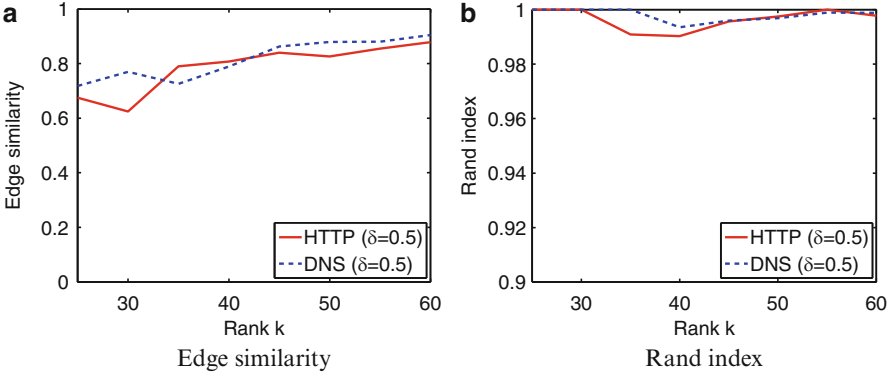 a
1
0.8
0.6
0.4
0.2
0
Edge similarity
HTTP (δ=0.5)
DNS (δ=0.5)
30
40
50
60
Rank k
Edge similarity
b
1
0.98
0.96
0.94
0.92
0.9
Rand index
HTTP (δ=0.5)
DNS (δ=0.5)
30
40
50
60
Rank k
Rand index